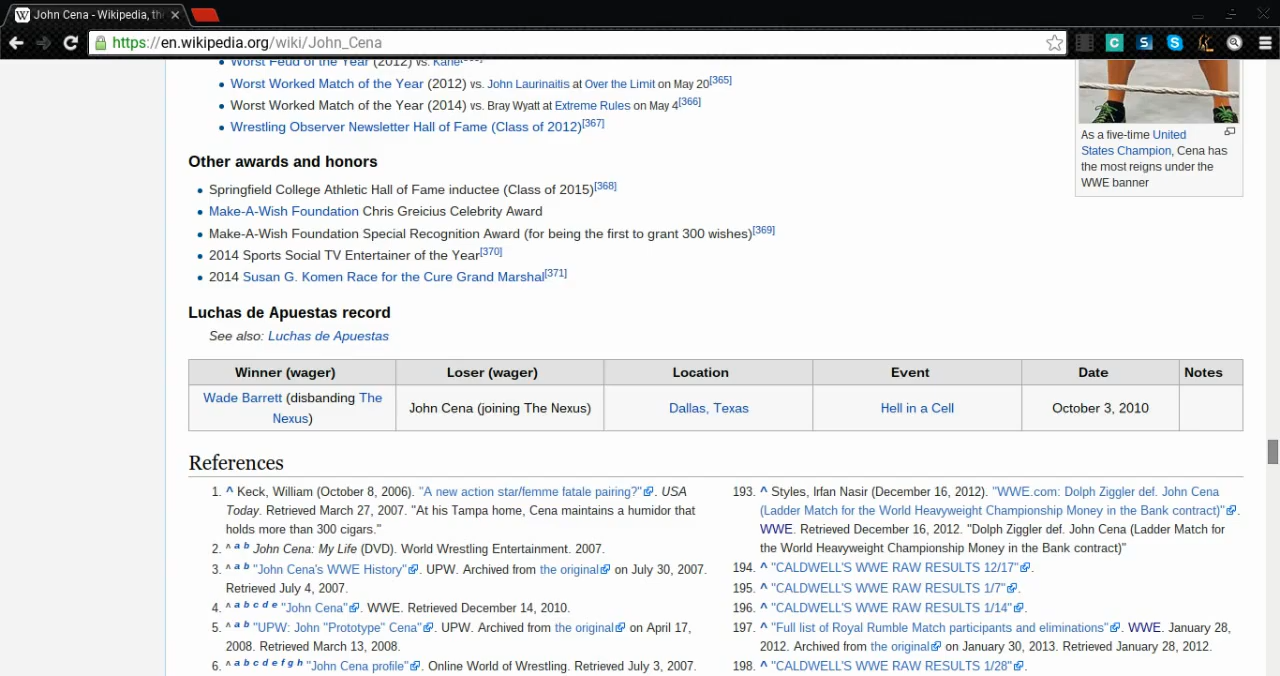 John Cena - Wikipedia, the
https://en.wikipedia.org/wiki/John_Cena
Worst Feud of the Year (2012) vs. Kane
Worst Worked Match of the Year (2012) vs. John Laurinaitis at Over the Limit on May 20[365]
Worst Worked Match of the Year (2014) vs. Bray Wyatt at Extreme Rules on May 4[366]
Wrestling Observer Newsletter Hall of Fame (Class of 2012)[367]
As a five-time United
States Champion, Cena has
the most reigns under the
WWE banner
Other awards and honors
Springfield College Athletic Hall of Fame inductee (Class of 2015)[368]
Make-A-Wish Foundation Chris Greicius Celebrity Award
Make-A-Wish Foundation Special Recognition Award (for being the first to grant 300 wishes)[369]
2014 Sports Social TV Entertainer of the Year[370]
2014 Susan G. Komen Race for the Cure Grand Marshal[371]
Luchas de Apuestas record
See also: Luchas de Apuestas
Winner (wager) Loser (wager) Location Event Date Notes
Wade Barrett (disbanding The
Nexus) John Cena (joining The Nexus) Dallas, Texas Hell in a Cell October 3, 2010
References
1. ^ Keck, William (October 8, 2006). "A new action star/femme fatale pairing?". USA
Today. Retrieved March 27, 2007. "At his Tampa home, Cena maintains a humidor that
holds more than 300 cigars."
2. ^ a b John Cena: My Life (DVD). World Wrestling Entertainment. 2007.
3. ^ a b "John Cena's WWE History". UPW. Archived from the original on July 30, 2007.
Retrieved July 4, 2007.
4. ^ a b c d e "John Cena". WWE. Retrieved December 14, 2010.
5. ^ a b "UPW: John "Prototype" Cena". UPW. Archived from the original on April 17,
2008. Retrieved March 13, 2008.
6. ^ a b c d e f g h "John Cena profile". Online World of Wrestling. Retrieved July 3, 2007.
193. ^ Styles, Irfan Nasir (December 16, 2012). "WWE.com: Dolph Ziggler def. John Cena
(Ladder Match for the World Heavyweight Championship Money in the Bank contract)".
WWE. Retrieved December 16, 2012. "Dolph Ziggler def. John Cena (Ladder Match for
the World Heavyweight Championship Money in the Bank contract)"
194. ^ "CALDWELL'S WWE RAW RESULTS 12/17".
195. ^ "CALDWELL'S WWE RAW RESULTS 1/7".
196. ^ "CALDWELL'S WWE RAW RESULTS 1/14".
197. ^ "Full list of Royal Rumble Match participants and eliminations". WWE. January 28,
2012. Archived from the original on January 30, 2013. Retrieved January 28, 2012.
198. ^ "CALDWELL'S WWE RAW RESULTS 1/28".